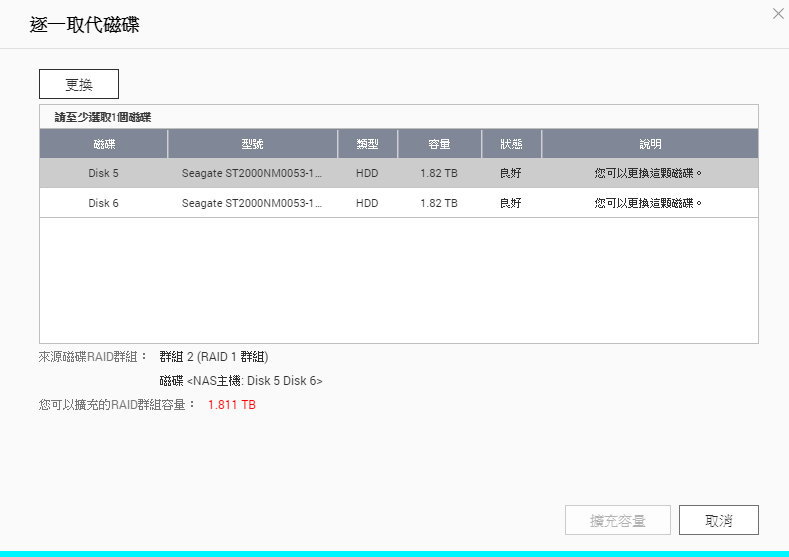 逐一取代磁碟
更換
請至少選取1個磁碟
磁碟 型號 類型 容量 狀態 說明
Disk 5 Seagate ST2000NM0053-1... HDD 1.82 TB 良好 您可以更換這顆磁碟。
Disk 6 Seagate ST2000NM0053-1... HDD 1.82 TB 良好 您可以更換這顆磁碟。
來源磁碟RAID群組： 群組 2 (RAID 1 群組)
磁碟 <NAS主機: Disk 5 Disk 6>
您可以擴充的RAID群組容量： 1.811 TB
擴充容量 取消